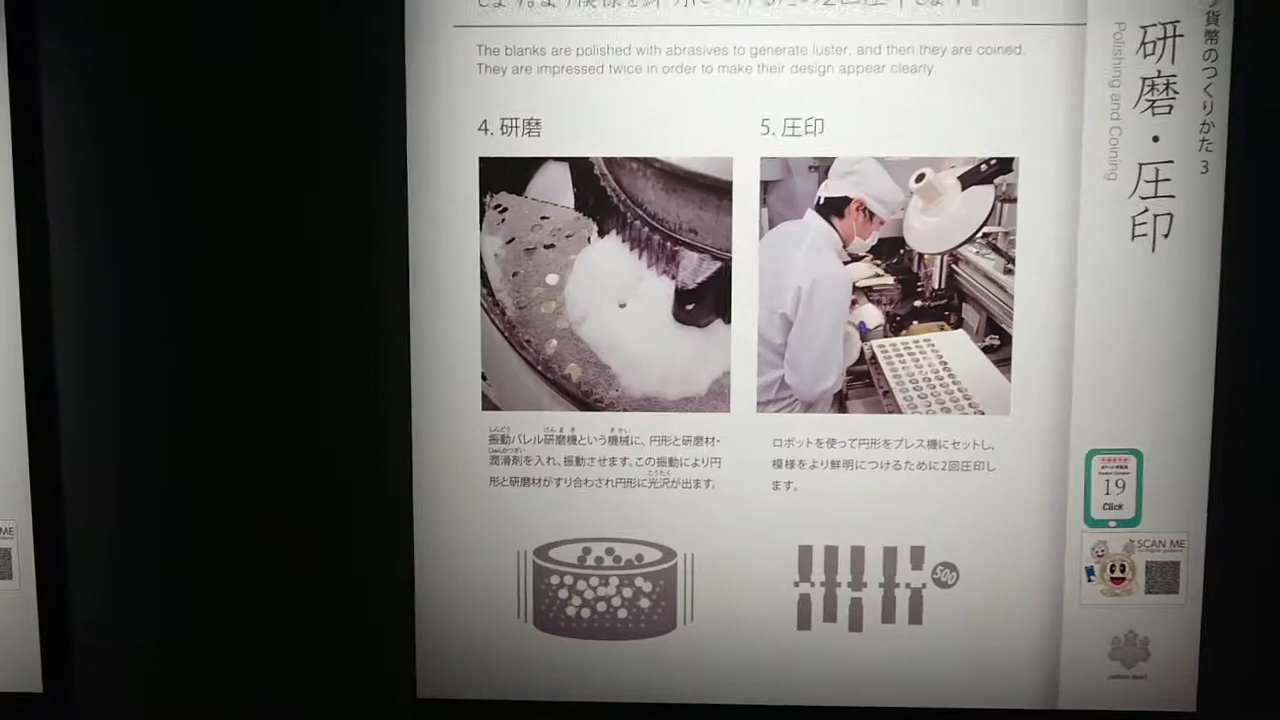 The blanks are polished with abrasives to generate luster, and then they are coined.
They are impressed twice in order to make their design appear clearly.
4. 研磨
振動バレル研磨機という機械に、円形と研磨材・
潤滑剤を入れ、振動させます。この振動により円
形と研磨材がすり合わされ円形に光沢が出ます。
5. 圧印
ロボットを使って円形をプレス機にセットし、
模様をより鮮明につけるために2回圧印し
ます。
500
貨幣のつくりかた 3
研磨・圧印
Polishing and Coining
19
Click
SCAN ME
ME